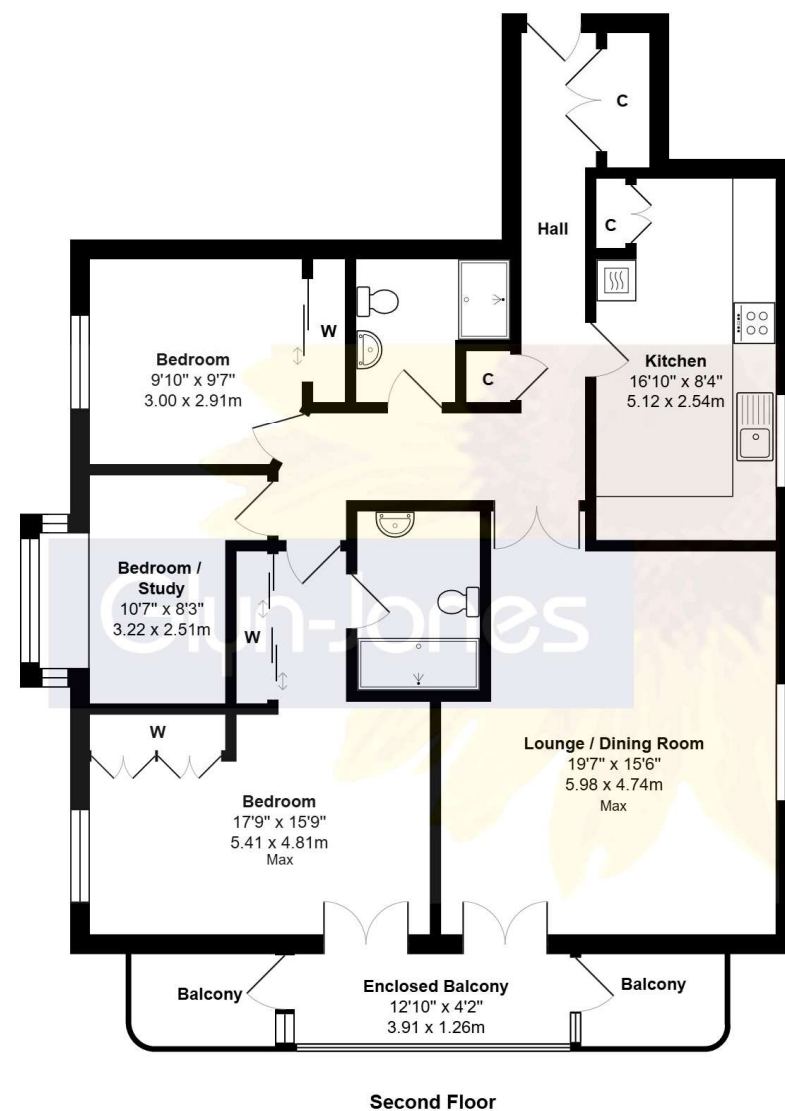 C
C
Hall
Bedroom
9'10" x 9'7"
3.00 x 2.91m
W
C
Kitchen
16'10" x 8'4"
5.12 x 2.54m
Bedroom /
Study
10'7" x 8'3"
3.22 x 2.51m
W
Glyn-Jones
W
Bedroom
17'9" x 15'9"
5.41 x 4.81m
Max
Lounge / Dining Room
19'7" x 15'6"
5.98 x 4.74m
Max
Balcony
Enclosed Balcony
12'10" x 4'2"
3.91 x 1.26m
Balcony
Second Floor